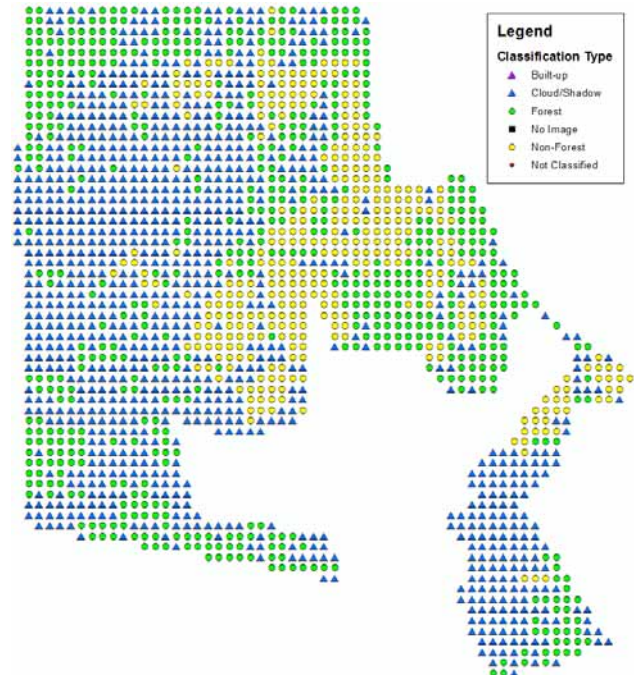 Legend
Classification Type
Built-up
Cloud/Shadow
Forest
No Image
Non-Forest
Not Classified